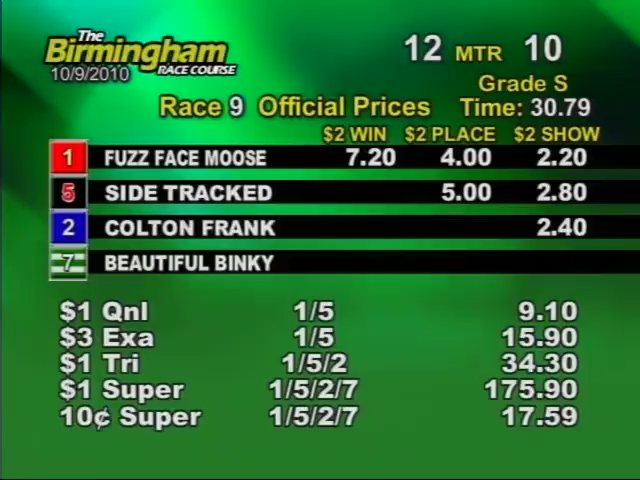 The
Birmingham
RACE COURSE
10/9/2010
12 MTR 10
Grade S
Race 9 Official Prices Time: 30.79
$2 WIN $2 PLACE $2 SHOW
1 FUZZ FACE MOOSE 7.20 4.00 2.20
5 SIDE TRACKED 5.00 2.80
2 COLTON FRANK 2.40
7 BEAUTIFUL BINKY
$1 Qnl 1/5 9.10
$3 Exa 1/5 15.90
$1 Tri 1/5/2 34.30
$1 Super 1/5/2/7 175.90
10¢ Super 1/5/2/7 17.59